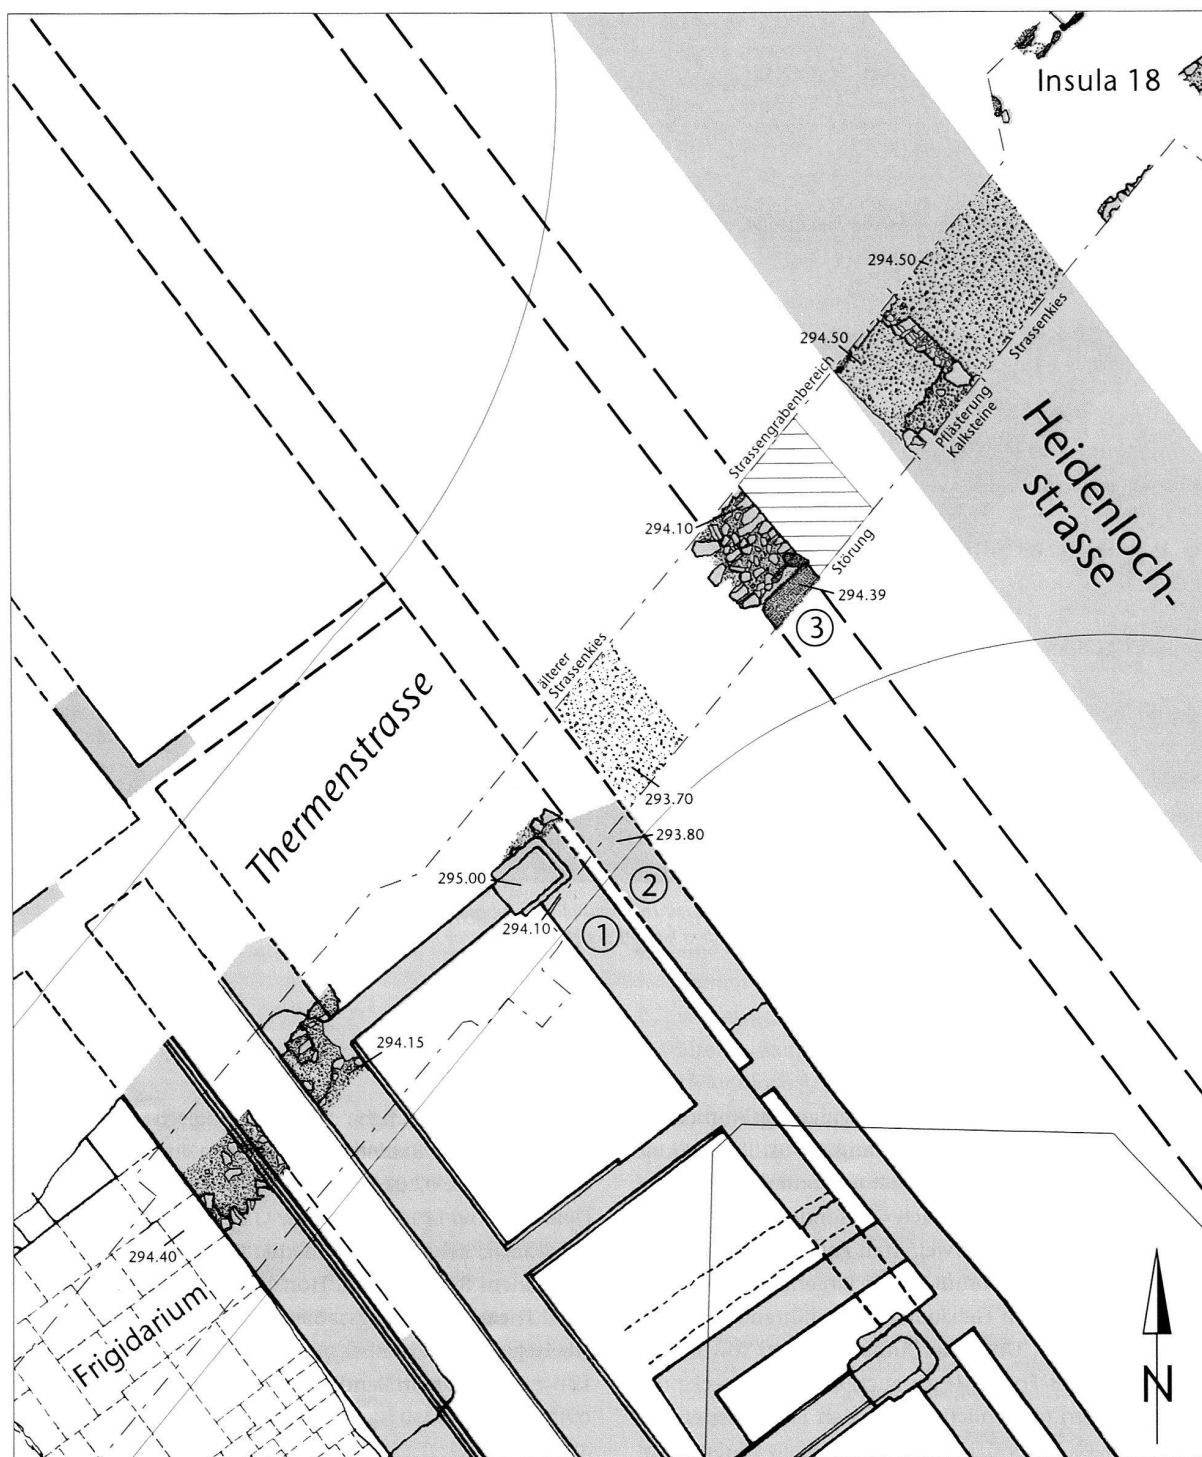 Insula 18
294.50
294.50
Strassenkies
Strassengrabenbereich
Pflästerung
Kalksteine
Heidenloch-
strasse
294.10
Störung
294.39
3
älterer
Strassenkies
Thermenstrasse
293.70
293.80
295.00
2
294.10
1
294.15
294.40
Frigidarium
N